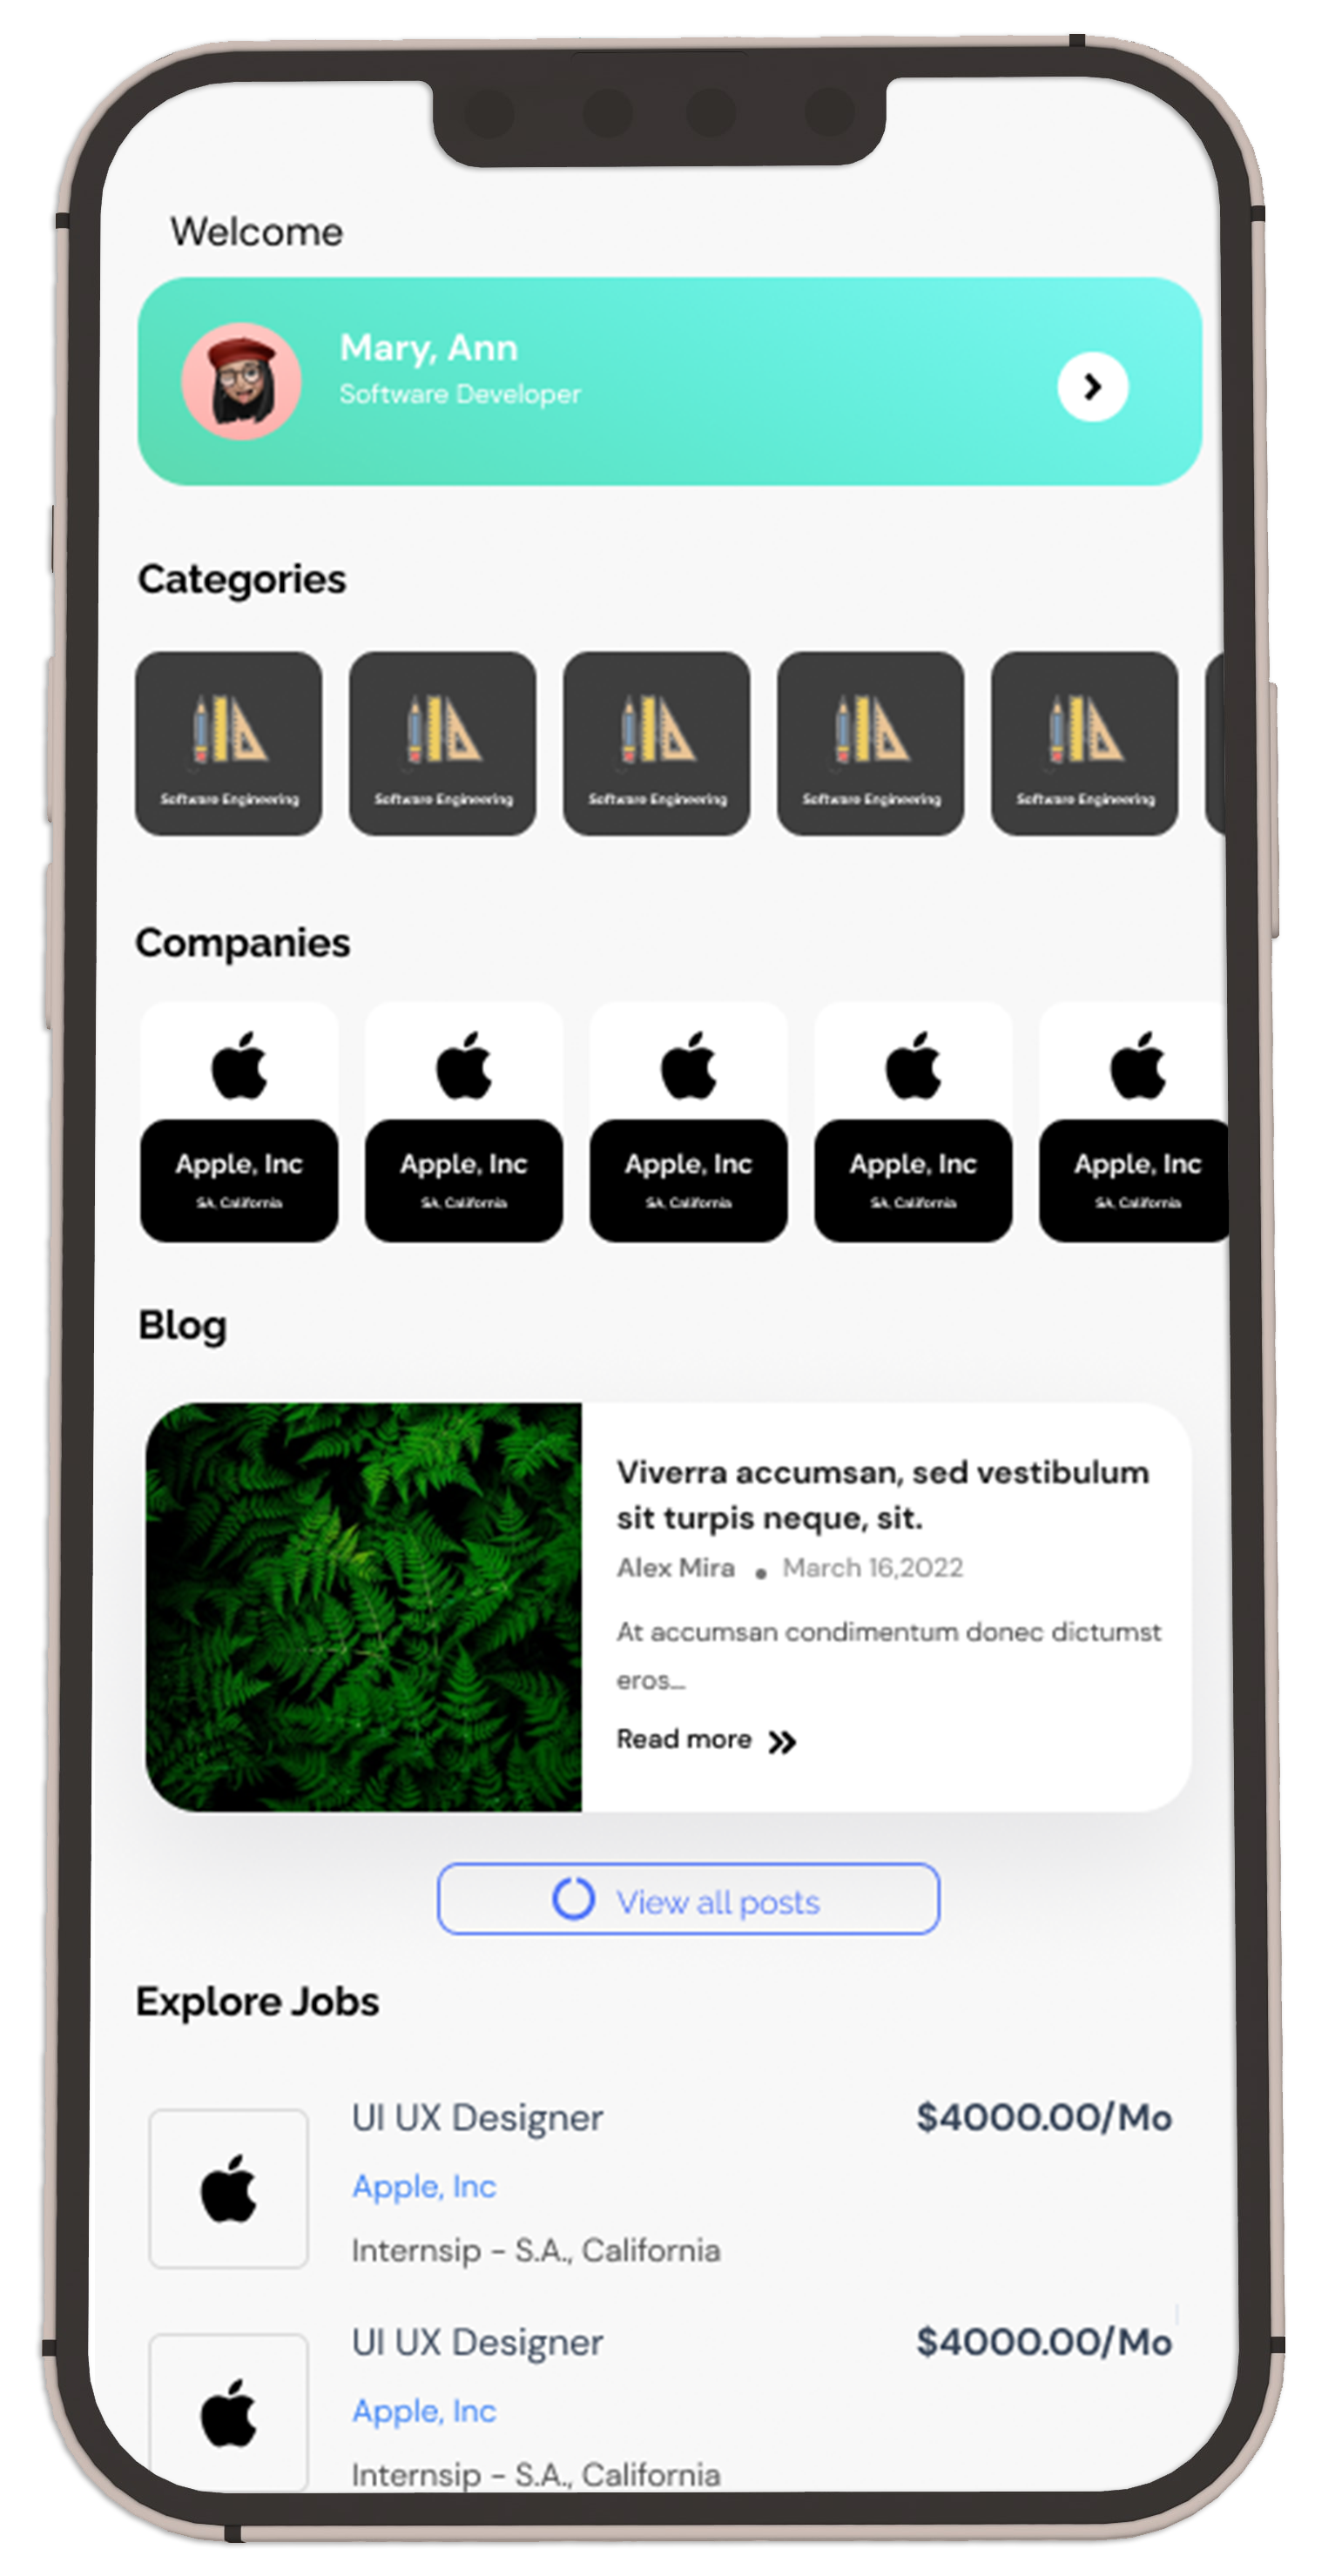 Welcome
Mary, Ann
Software Developer
Categories
Software Engineering
Software Engineering
Software Engineering
Software Engineering
Software Engineering
Companies
Apple, Inc
SA, California
Apple, Inc
SA, California
Apple, Inc
SA, California
Apple, Inc
SA, California
Apple, Inc
SA, California
Blog
Viverra accumsan, sed vestibulum
sit turpis neque, sit.
Alex Mira • March 16,2022
At accumsan condimentum donec dictumst
eros...
Read more
View all posts
Explore Jobs
UI UX Designer $4000.00/Mo
Apple, Inc
Internsip - S.A., California
UI UX Designer $4000.00/Mo
Apple, Inc
Internsip - S.A., California